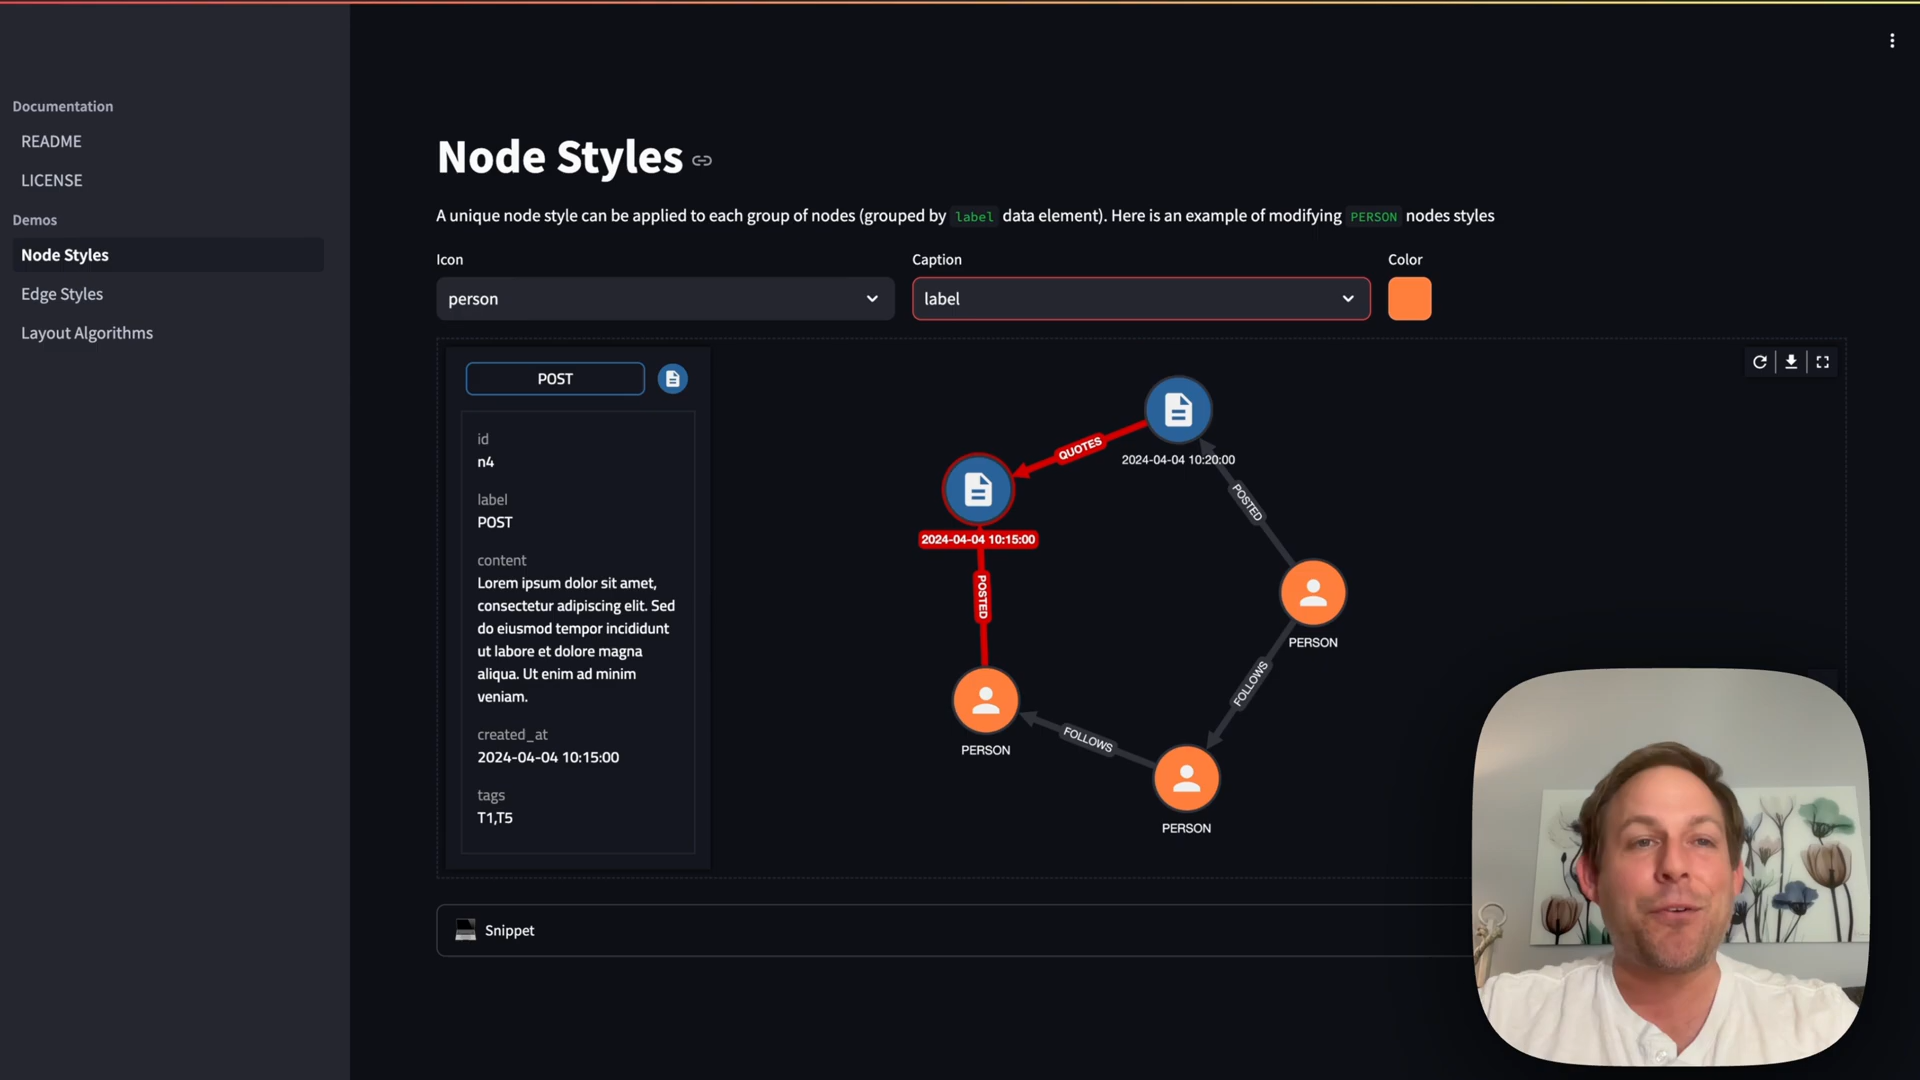 Documentation
README
LICENSE
Demos
Node Styles
Edge Styles
Layout Algorithms
Node Styles
A unique node style can be applied to each group of nodes (grouped by label data element). Here is an example of modifying PERSON nodes styles
Icon
Caption
Color
person
label
POST
id
n4
label
POST
content
Lorem ipsum dolor sit amet,
consectetur adipiscing elit. Sed
do eiusmod tempor incididunt
ut labore et dolore magna
aliqua. Ut enim ad minim
veniam.
created_at
2024-04-04 10:15:00
tags
T1,T5
QUOTES
2024-04-04 10:20:00
POSTED
2024-04-04 10:15:00
POSTED
PERSON
FOLLOWS
PERSON
FOLLOWS
PERSON
Snippet